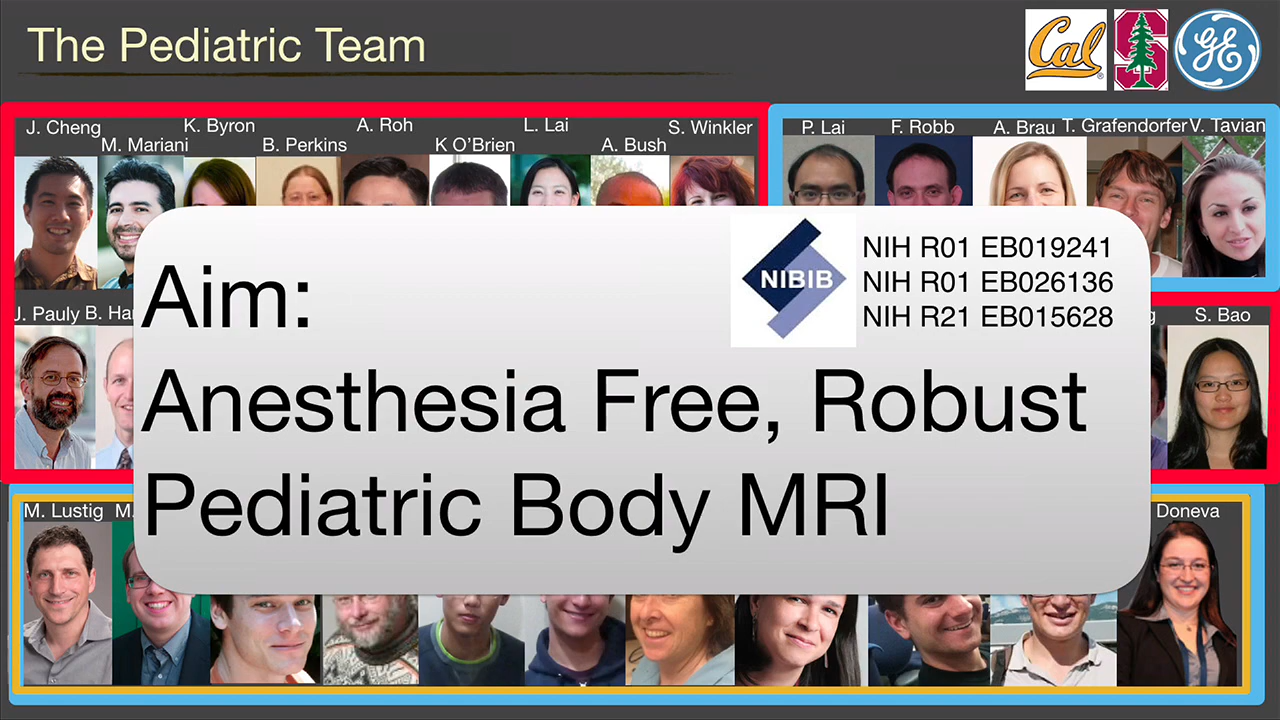 The Pediatric Team
Cal
GE
J. Cheng
M. Mariani
K. Byron
B. Perkins
A. Roh
K O'Brien
L. Lai
A. Bush
S. Winkler
P. Lai
F. Robb
A. Brau
T. Grafendorfer
V. Tavian
NIBIB
NIH R01 EB019241
NIH R01 EB026136
NIH R21 EB015628
Aim:
Anesthesia Free, Robust
Pediatric Body MRI
J. Pauly
B. Ha
g
S. Bao
M. Lustig
M.
Doneva